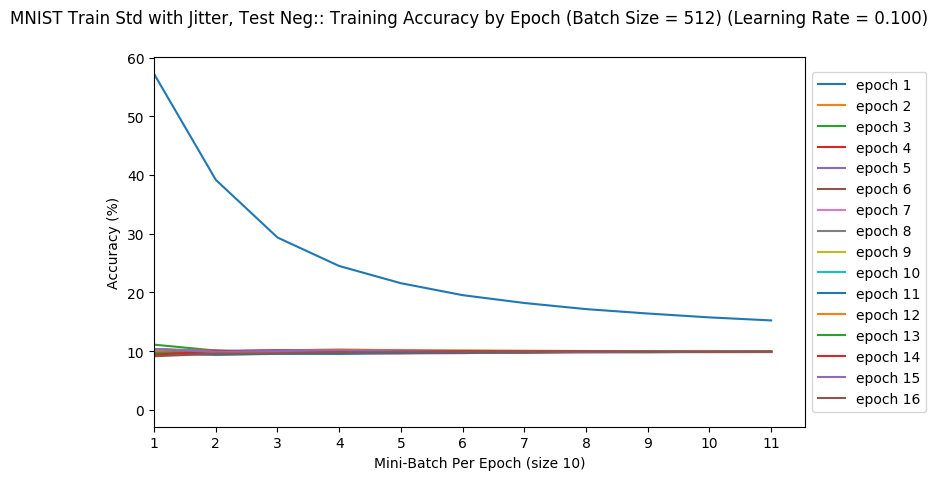 MNIST Train Std with Jitter, Test Neg:: Training Accuracy by Epoch (Batch Size = 512) (Learning Rate = 0.100)
60
50
40
30
20
10
0
Accuracy (%)
1 2 3 4 5 6 7 8 9 10 11
Mini-Batch Per Epoch (size 10)
epoch 1
epoch 2
epoch 3
epoch 4
epoch 5
epoch 6
epoch 7
epoch 8
epoch 9
epoch 10
epoch 11
epoch 12
epoch 13
epoch 14
epoch 15
epoch 16